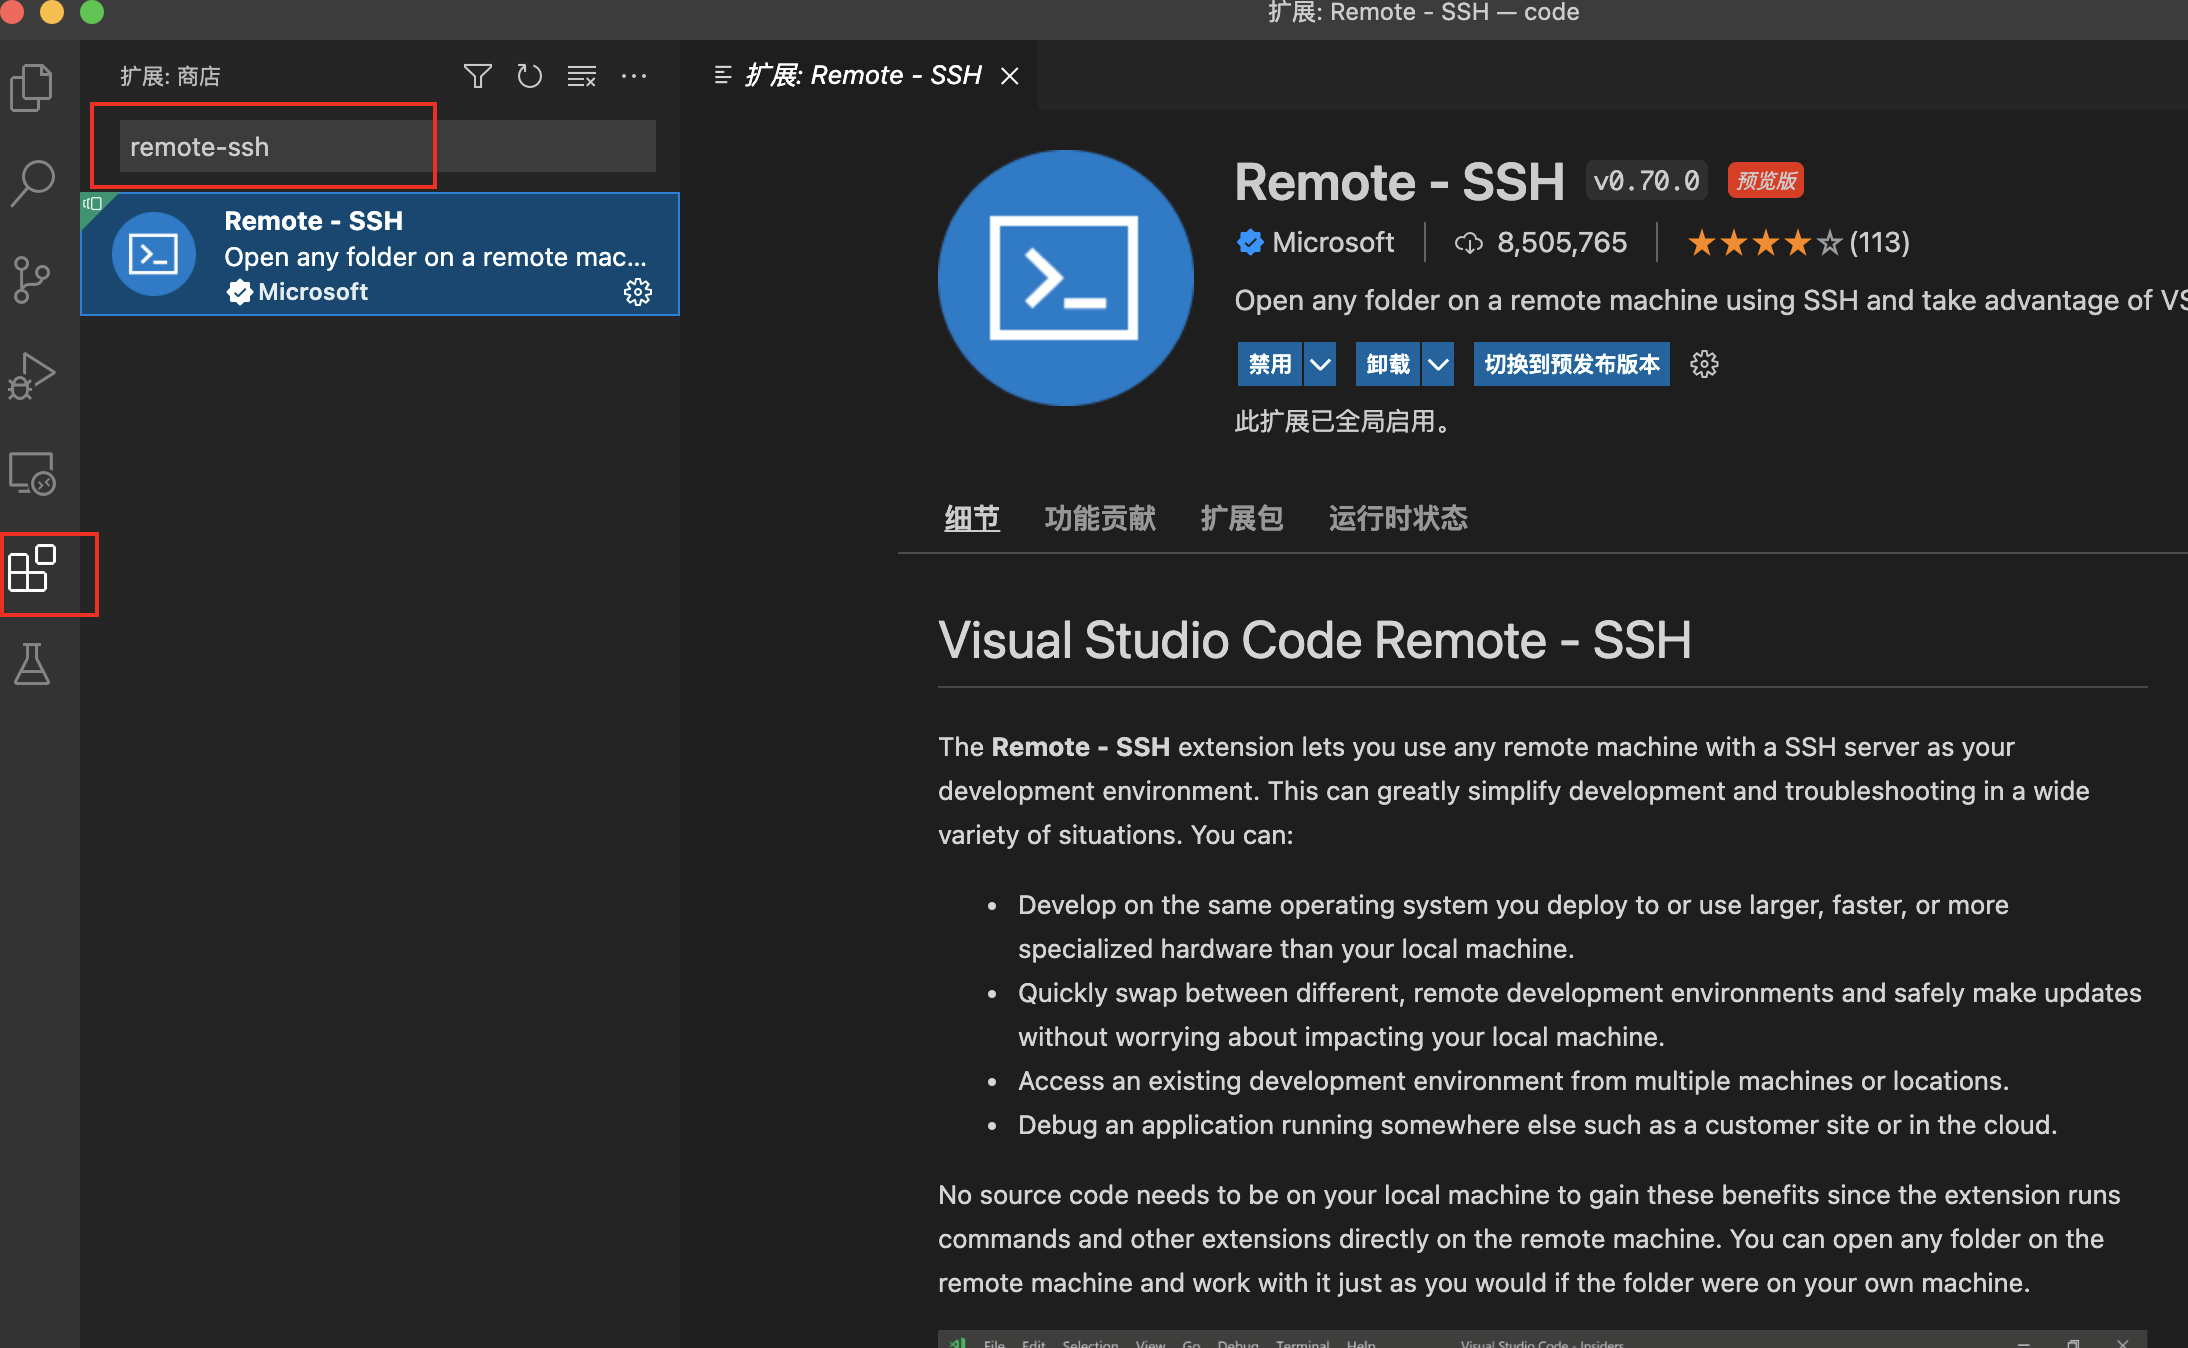 扩展: Remote - SSH — code
扩展: 商店
remote-ssh
Remote - SSH
Open any folder on a remote mac...
Microsoft
扩展: Remote - SSH
Remote - SSH v0.70.0 预览版
Microsoft 8,505,765 (113)
Open any folder on a remote machine using SSH and take advantage of VS
禁用 卸载 切换到预发布版本
此扩展已全局启用。
细节 功能贡献 扩展包 运行时状态
Visual Studio Code Remote - SSH
The Remote - SSH extension lets you use any remote machine with a SSH server as your
development environment. This can greatly simplify development and troubleshooting in a wide
variety of situations. You can:
• Develop on the same operating system you deploy to or use larger, faster, or more
specialized hardware than your local machine.
• Quickly swap between different, remote development environments and safely make updates
without worrying about impacting your local machine.
• Access an existing development environment from multiple machines or locations.
• Debug an application running somewhere else such as a customer site or in the cloud.
No source code needs to be on your local machine to gain these benefits since the extension runs
commands and other extensions directly on the remote machine. You can open any folder on the
remote machine and work with it just as you would if the folder were on your own machine.
File Edit Selection View Go Debug Terminal Help Visual Studio Code - Insiders